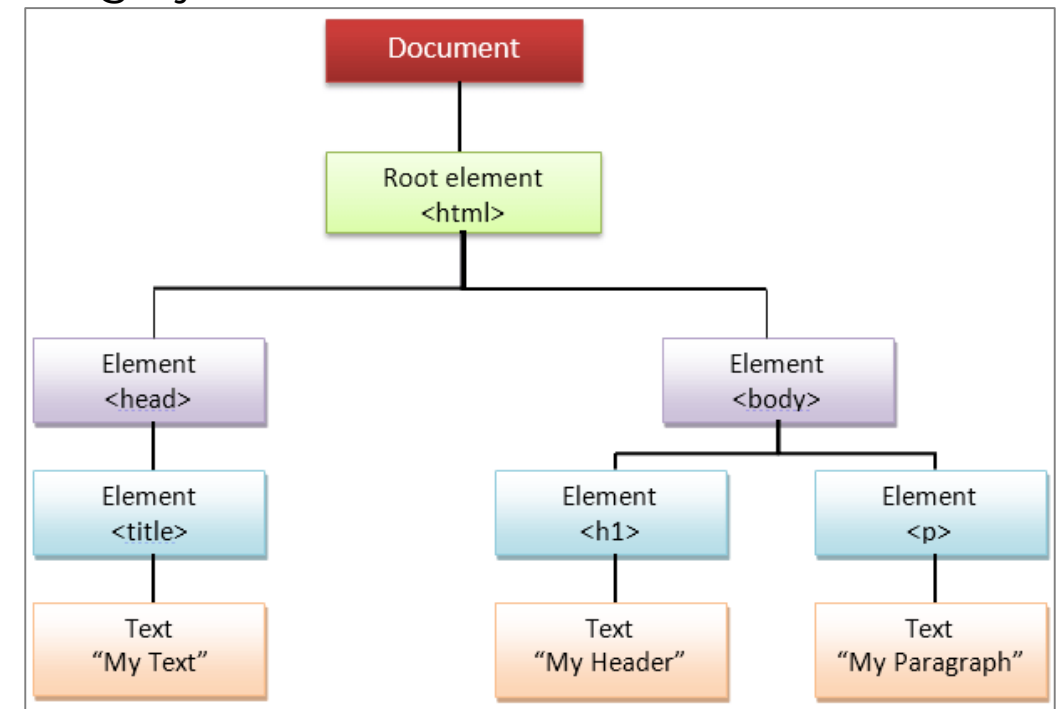 Document
Root element
<html>
Element
<head>
Element
<body>
Element
<title>
Element
<h1>
Element
<p>
Text
“My Text”
Text
“My Header”
Text
“My Paragraph”